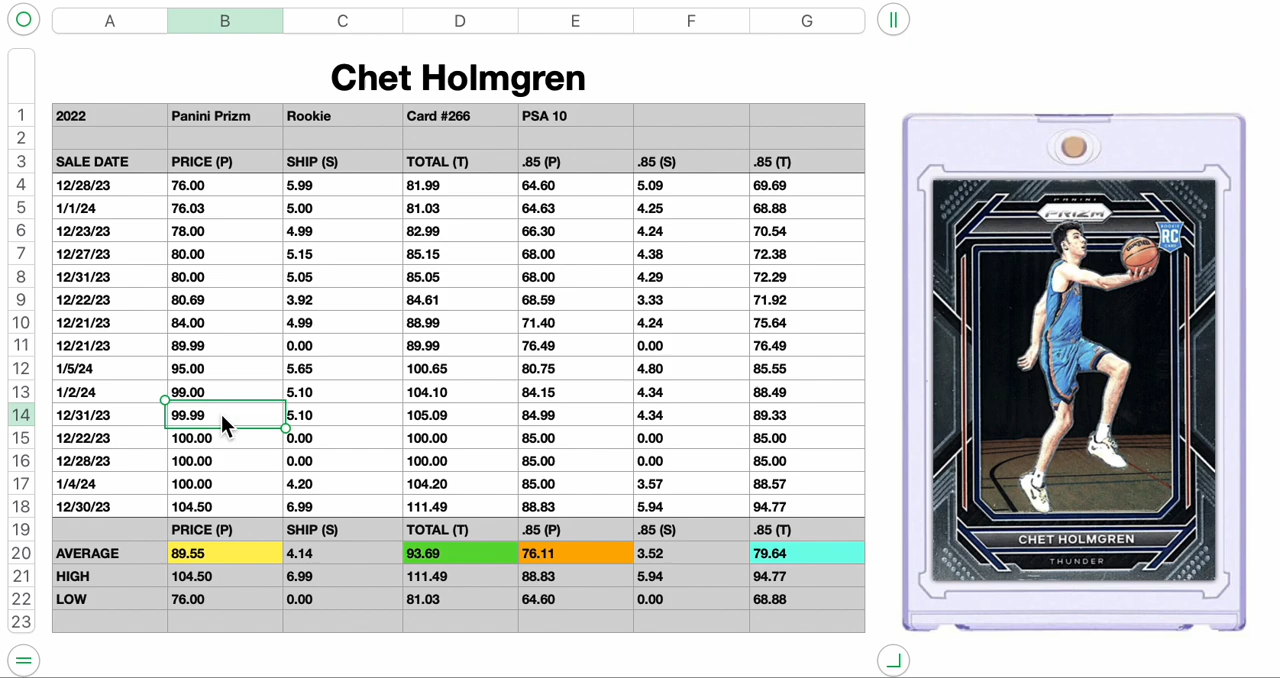 A B C D E F G
Chet Holmgren
1 2022 Panini Prizm Rookie Card #266 PSA 10
2
3 SALE DATE PRICE (P) SHIP (S) TOTAL (T) .85 (P) .85 (S) .85 (T)
4 12/28/23 76.00 5.99 81.99 64.60 5.09 69.69
5 1/1/24 76.03 5.00 81.03 64.63 4.25 68.88
6 12/23/23 78.00 4.99 82.99 66.30 4.24 70.54
7 12/27/23 80.00 5.15 85.15 68.00 4.38 72.38
8 12/31/23 80.00 5.05 85.05 68.00 4.29 72.29
9 12/22/23 80.69 3.92 84.61 68.59 3.33 71.92
10 12/21/23 84.00 4.99 88.99 71.40 4.24 75.64
11 12/21/23 89.99 0.00 89.99 76.49 0.00 76.49
12 1/5/24 95.00 5.65 100.65 80.75 4.80 85.55
13 1/2/24 99.00 5.10 104.10 84.15 4.34 88.49
14 12/31/23 99.99 5.10 105.09 84.99 4.34 89.33
15 12/22/23 100.00 0.00 100.00 85.00 0.00 85.00
16 12/28/23 100.00 0.00 100.00 85.00 0.00 85.00
17 1/4/24 100.00 4.20 104.20 85.00 3.57 88.57
18 12/30/23 104.50 6.99 111.49 88.83 5.94 94.77
19 PRICE (P) SHIP (S) TOTAL (T) .85 (P) .85 (S) .85 (T)
20 AVERAGE 89.55 4.14 93.69 76.11 3.52 79.64
21 HIGH 104.50 6.99 111.49 88.83 5.94 94.77
22 LOW 76.00 0.00 81.03 64.60 0.00 68.88
23
PANINI
PRIZM
ROOKIE
RC
CARD
CHET HOLMGREN
THUNDER